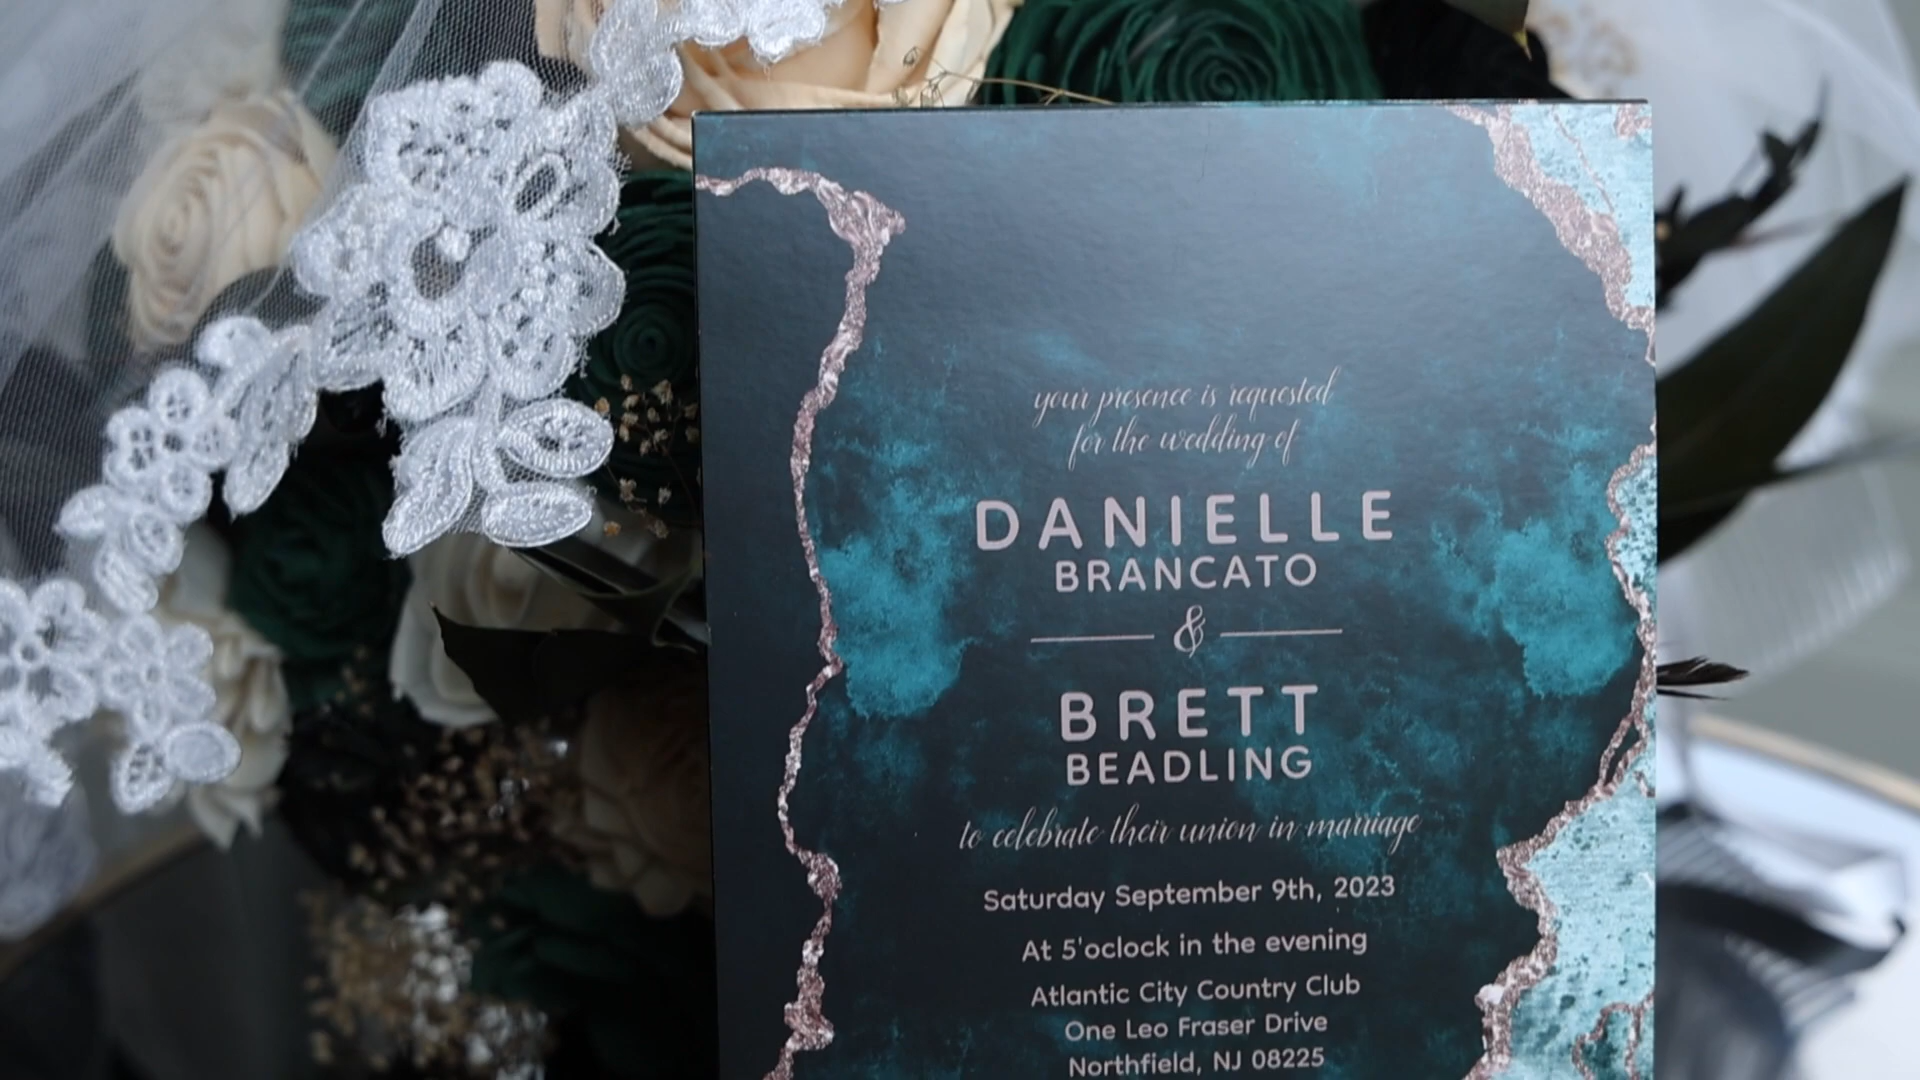 your presence is requested
for the wedding of
DANIELLE
BRANCATO
&
BRETT
BEADLING
to celebrate their union in marriage
Saturday September 9th, 2023
At 5'oclock in the evening
Atlantic City Country Club
One Leo Fraser Drive
Northfield, NJ 08225